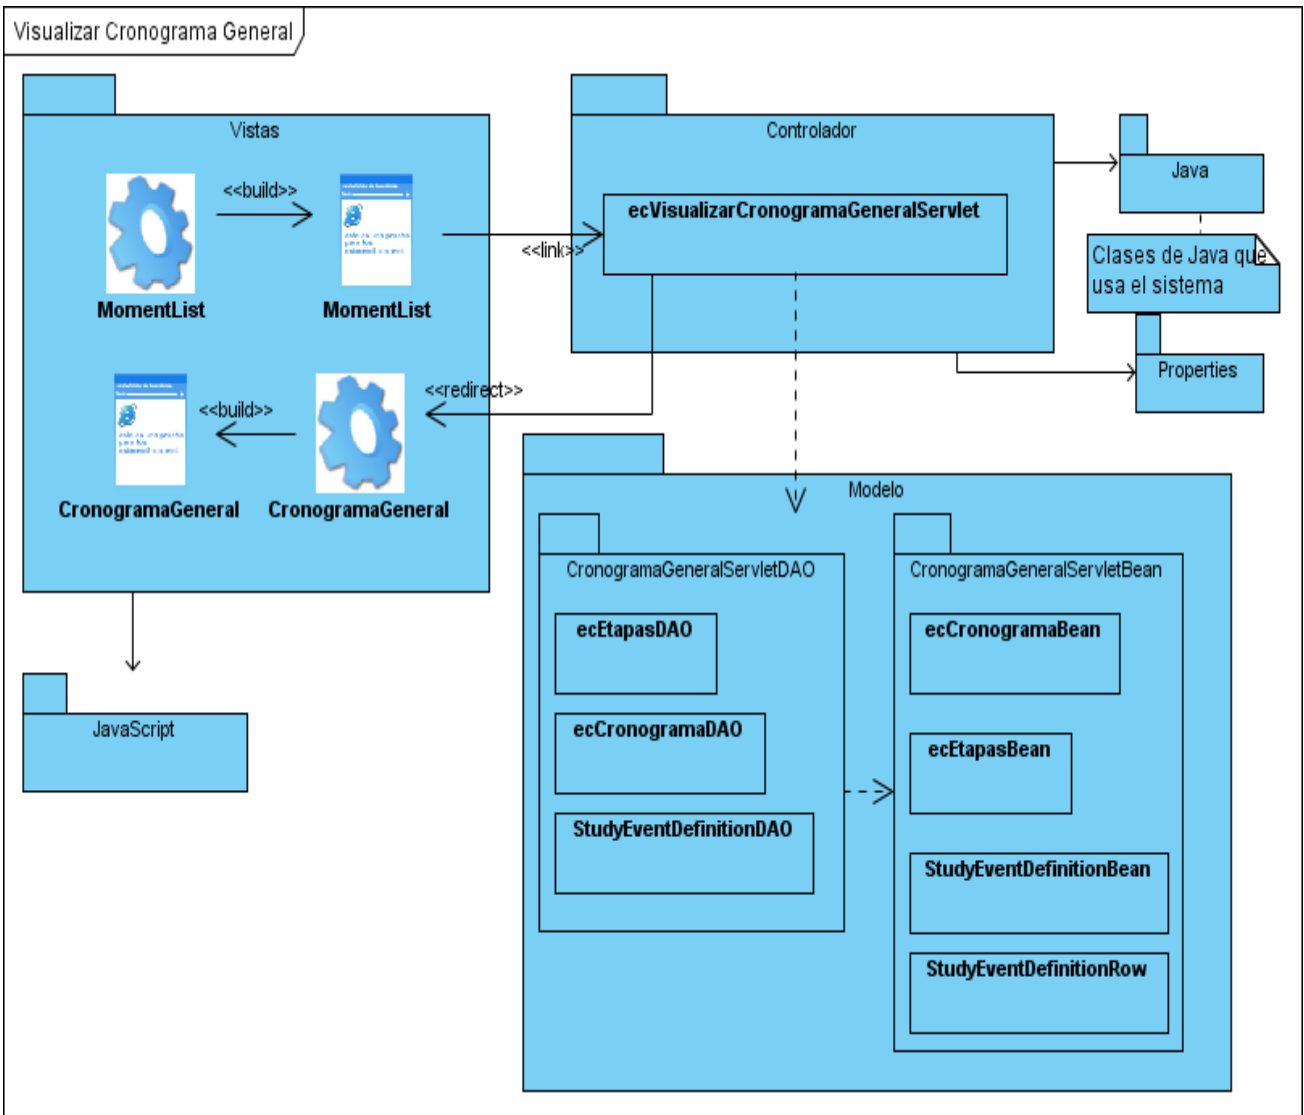 Visualizar Cronograma General
Vistas
<<build>>
MomentList
MomentList
<<link>>
Controlador
ecVisualizarCronogramaGeneralServlet
Java
Clases de Java que
usa el sistema
Properties
<<redirect>>
<<build>>
CronogramaGeneral
CronogramaGeneral
JavaScript
Modelo
CronogramaGeneralServletDAO
ecEtapasDAO
ecCronogramaDAO
StudyEventDefinitionDAO
CronogramaGeneralServletBean
ecCronogramaBean
ecEtapasBean
StudyEventDefinitionBean
StudyEventDefinitionRow